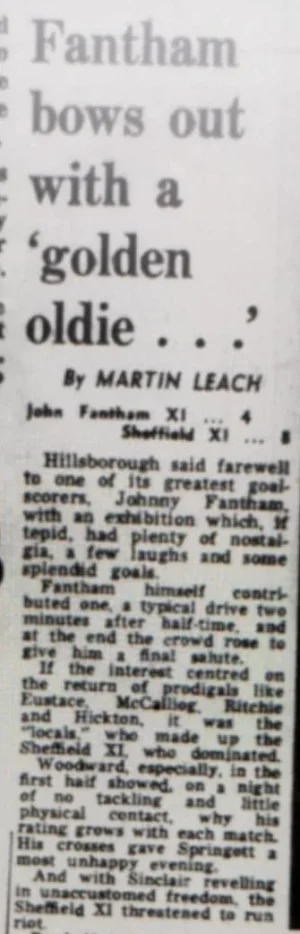 Fantham
bows out
with a
‘golden
oldie . . .’
By MARTIN LEACH
John Fantham XI ... 4
Sheffield XI ... 8
Hillsborough said farewell
to one of its greatest goal-
scorers, Johnny Fantham,
with an exhibition which, if
tepid, had plenty of nostal-
gia, a few laughs and some
splendid goals.
Fantham himself contri-
buted one, a typical drive two
minutes after half-time, and
at the end the crowd rose to
give him a final salute.
If the interest centred on
the return of prodigals like
Eustace, McCalliog, Ritchie
and Hickton, it was the
"locals," who made up the
Sheffield XI, who dominated.
Woodward, especially, in the
first half showed, on a night
of no tackling and little
physical contact, why his
rating grows with each match.
His crosses gave Springett a
most unhappy evening.
And with Sinclair revelling
in unaccustomed freedom, the
Sheffield XI threatened to run
riot.